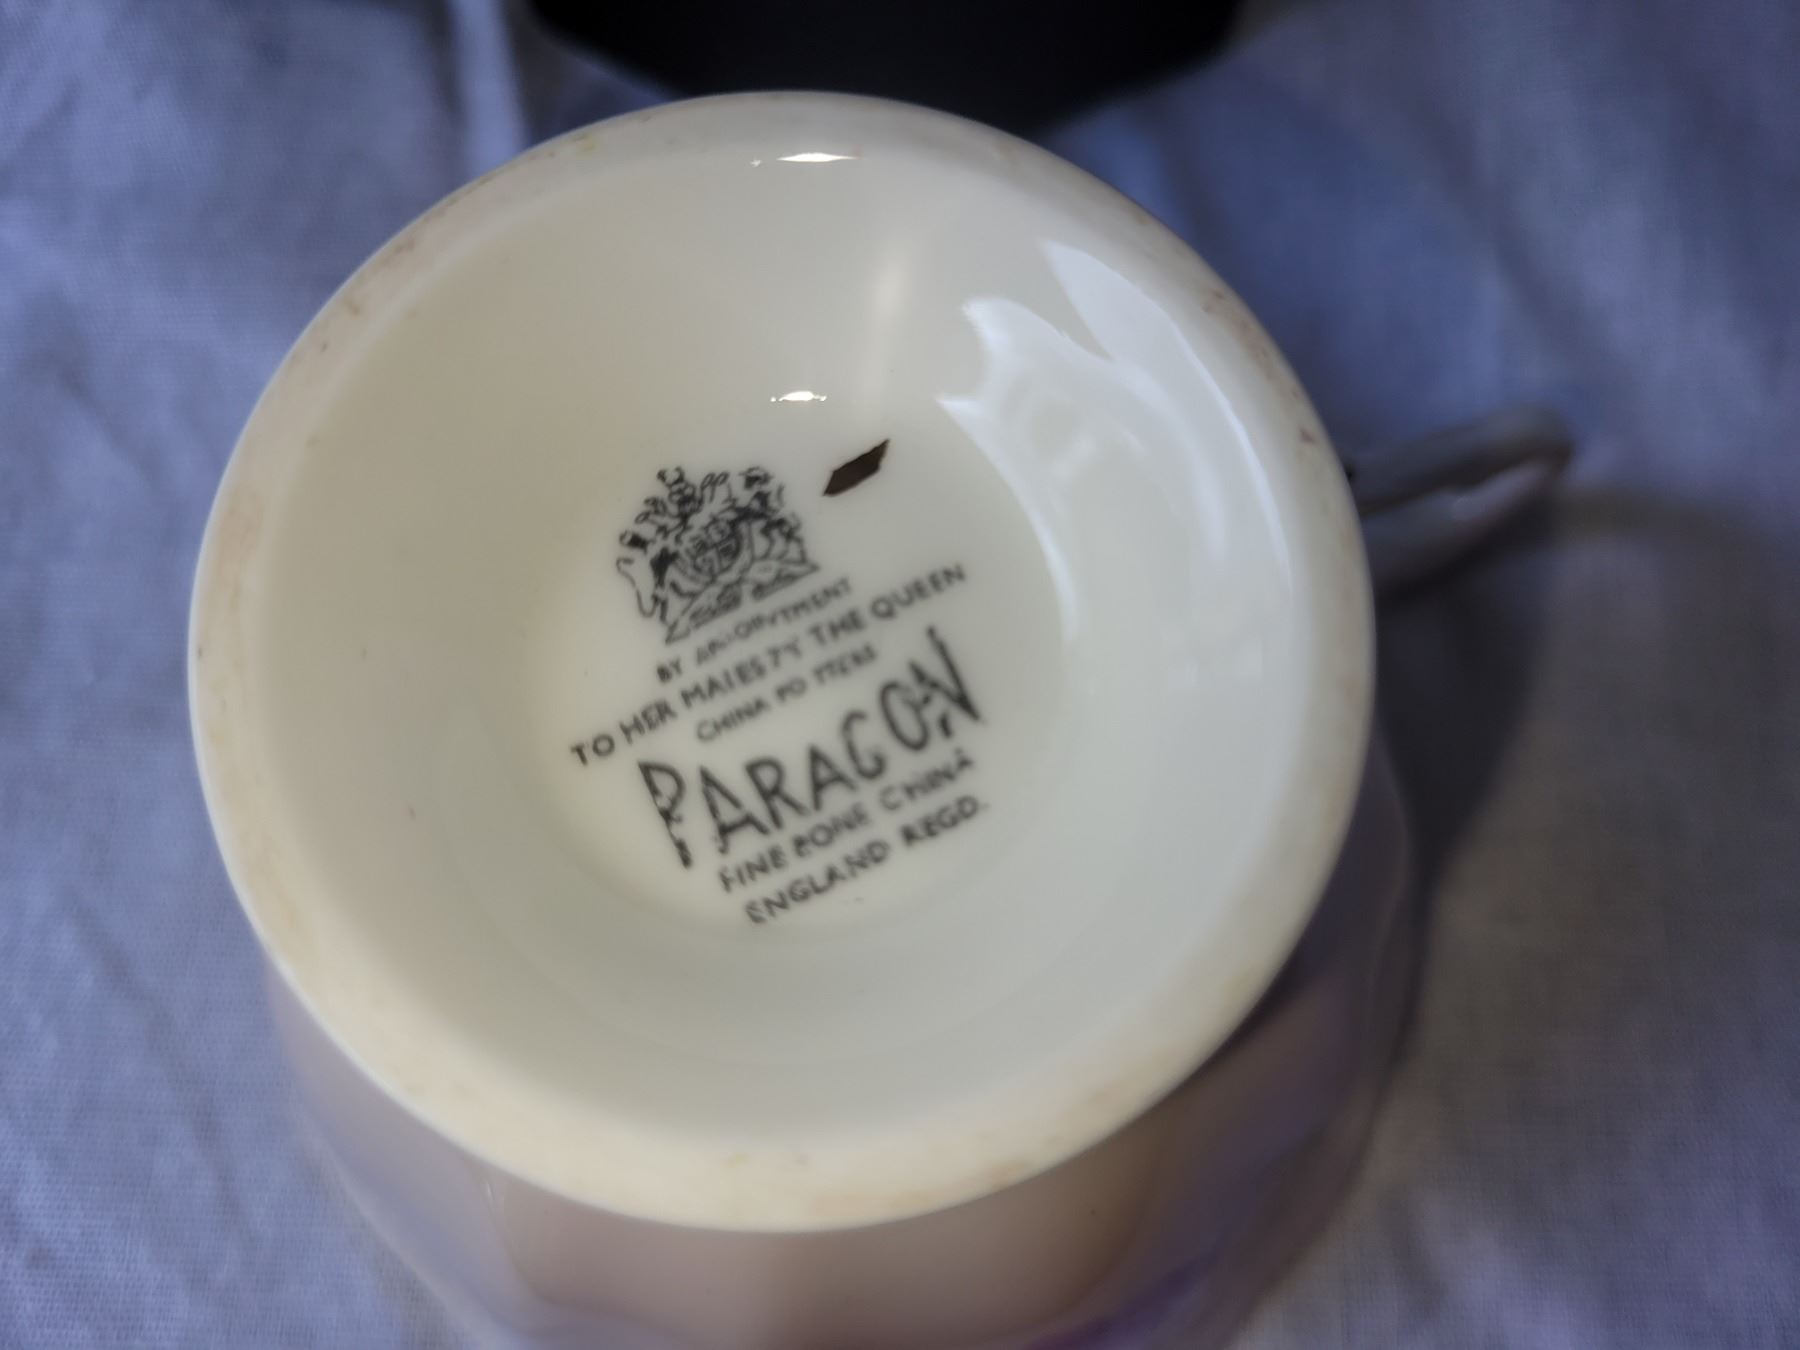 BY APPOINTMENT
TO HER MAJESTY THE QUEEN
CHINA POTTERS
PARAGON
FINE BONE CHINA
ENGLAND REGD.